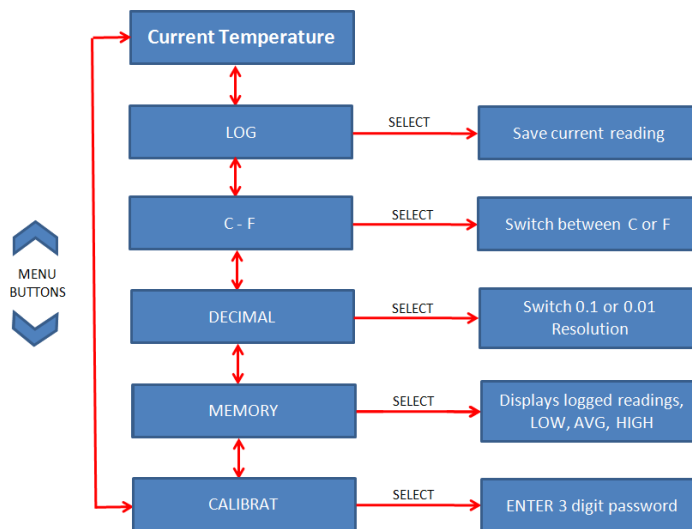 Current Temperature
LOG
SELECT
Save current reading
C - F
SELECT
Switch between C or F
MENU
BUTTONS
DECIMAL
SELECT
Switch 0.1 or 0.01
Resolution
MEMORY
SELECT
Displays logged readings,
LOW, AVG, HIGH
CALIBRAT
SELECT
ENTER 3 digit password